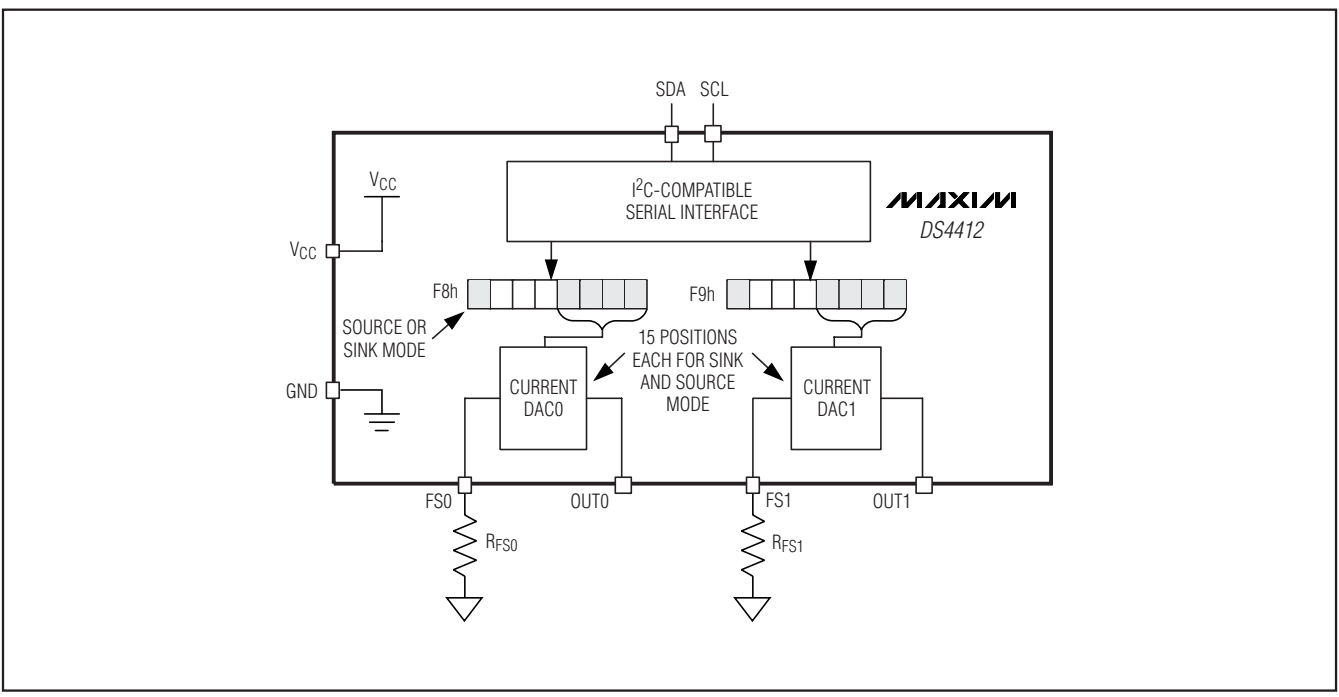 SDA SCL
VCC
I2C-COMPATIBLE
SERIAL INTERFACE
MAXIM
DS4412
VCC
F8h
F9h
SOURCE OR
SINK MODE
15 POSITIONS
EACH FOR SINK
AND SOURCE
MODE
GND
CURRENT
DAC0
CURRENT
DAC1
FS0
OUT0
FS1
OUT1
RFS0
RFS1